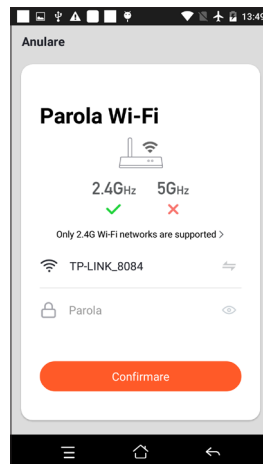 13:49
Anulare
Parola Wi-Fi
2.4GHz 5GHz
Only 2.4G Wi-Fi networks are supported >
TP-LINK_8084
Parola
Confirmare